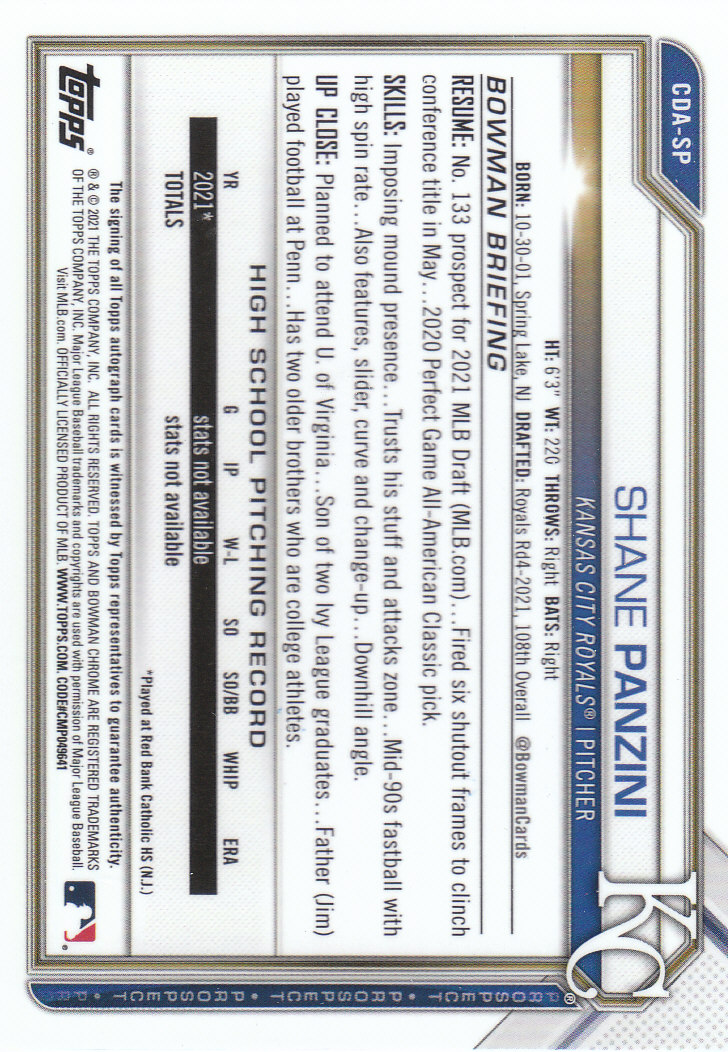 CDA-SP
SHANE PANZINI
KANSAS CITY ROYALS® | PITCHER
KC
HT: 6'3" WT: 220 THROWS: Right BATS: Right
BORN: 10-30-01, Spring Lake, NJ DRAFTED: Royals Rd4-2021, 108th Overall @BowmanCards
BOWMAN BRIEFING
RESUME: No. 133 prospect for 2021 MLB Draft (MLB.com)...Fired six shutout frames to clinch
conference title in May...2020 Perfect Game All-American Classic pick.
SKILLS: Imposing mound presence...Trusts his stuff and attacks zone...Mid-90s fastball with
high spin rate...Also features, slider, curve and change-up...Downhill angle.
UP CLOSE: Planned to attend U. of Virginia...Son of two Ivy League graduates...Father (Jim)
played football at Penn...Has two older brothers who are college athletes.
HIGH SCHOOL PITCHING RECORD
YR G IP W-L SO SO/BB WHIP ERA
2021* stats not available
TOTALS stats not available
*Played at Red Bank Catholic HS (N.J.)
The signing of all Topps autograph cards is witnessed by Topps representatives to guarantee authenticity.
® & © 2021 THE TOPPS COMPANY, INC. ALL RIGHTS RESERVED. TOPPS AND BOWMAN CHROME ARE REGISTERED TRADEMARKS
OF THE TOPPS COMPANY, INC. Major League Baseball trademarks and copyrights are used with permission of Major League Baseball.
Visit MLB.com. OFFICIALLY LICENSED PRODUCT OF MLB. WWW.TOPPS.COM. CODE#CMP049641
topps®
PROSPECT • PROSPECT • PROSPECT • P